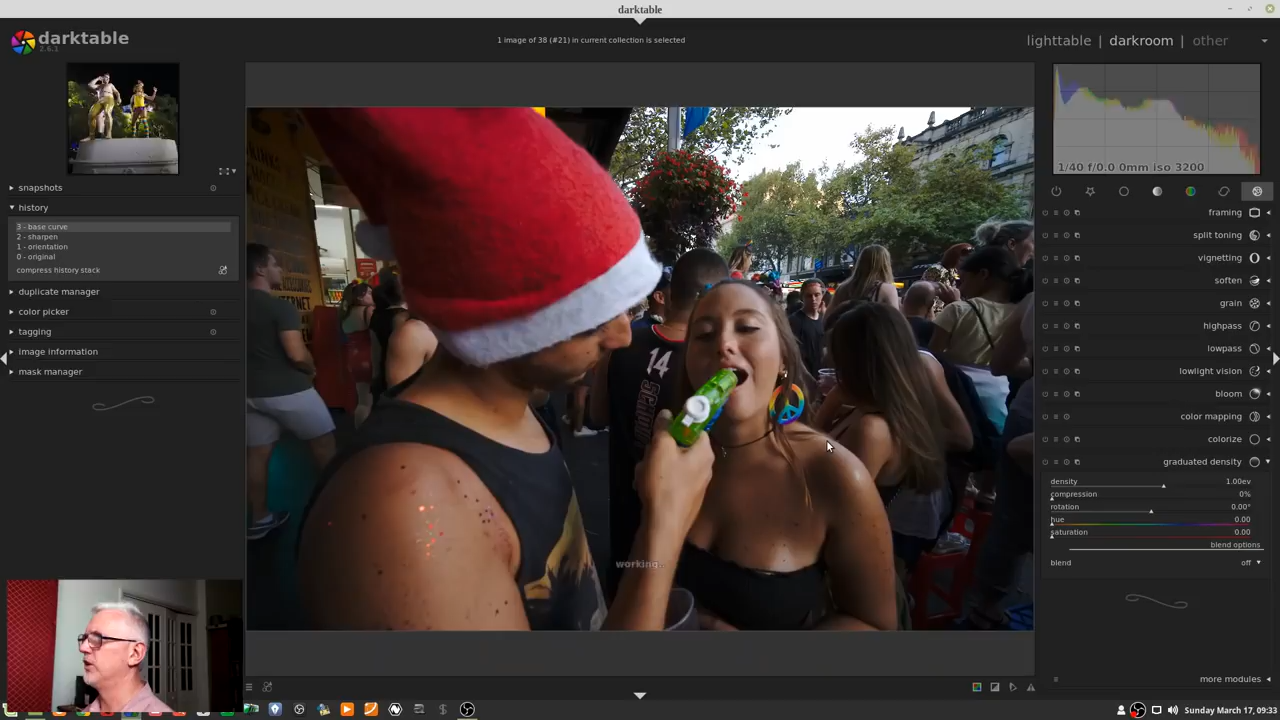 darktable
darktable
2.6.1
1 image of 38 (#21) in current collection is selected
lighttable | darkroom | other
snapshots
history
3 - base curve
2 - sharpen
1 - orientation
0 - original
compress history stack
duplicate manager
color picker
tagging
image information
mask manager
14
working..
1/40 f/0.0 0mm iso 3200
framing
split toning
vignetting
soften
grain
highpass
lowpass
lowlight vision
bloom
color mapping
colorize
graduated density
density 1.00ev
compression 0%
rotation 0.00°
hue 0.00
saturation 0.00
blend options
blend off
more modules
Sunday March 17, 09:33